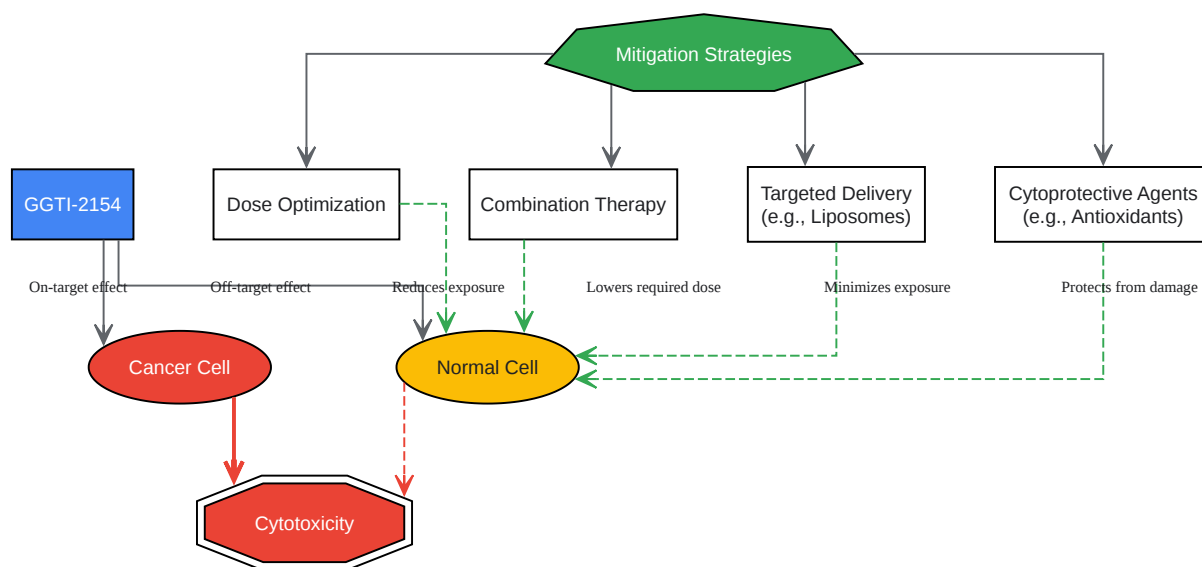 Mitigation Strategies
GGTI-2154
Dose Optimization
Combination Therapy
Targeted Delivery
(e.g., Liposomes)
Cytoprotective Agents
(e.g., Antioxidants)
On-target effect
Off-target effect
Reduces exposure
Lowers required dose
Minimizes exposure
Protects from damage
Cancer Cell
Normal Cell
Cytotoxicity